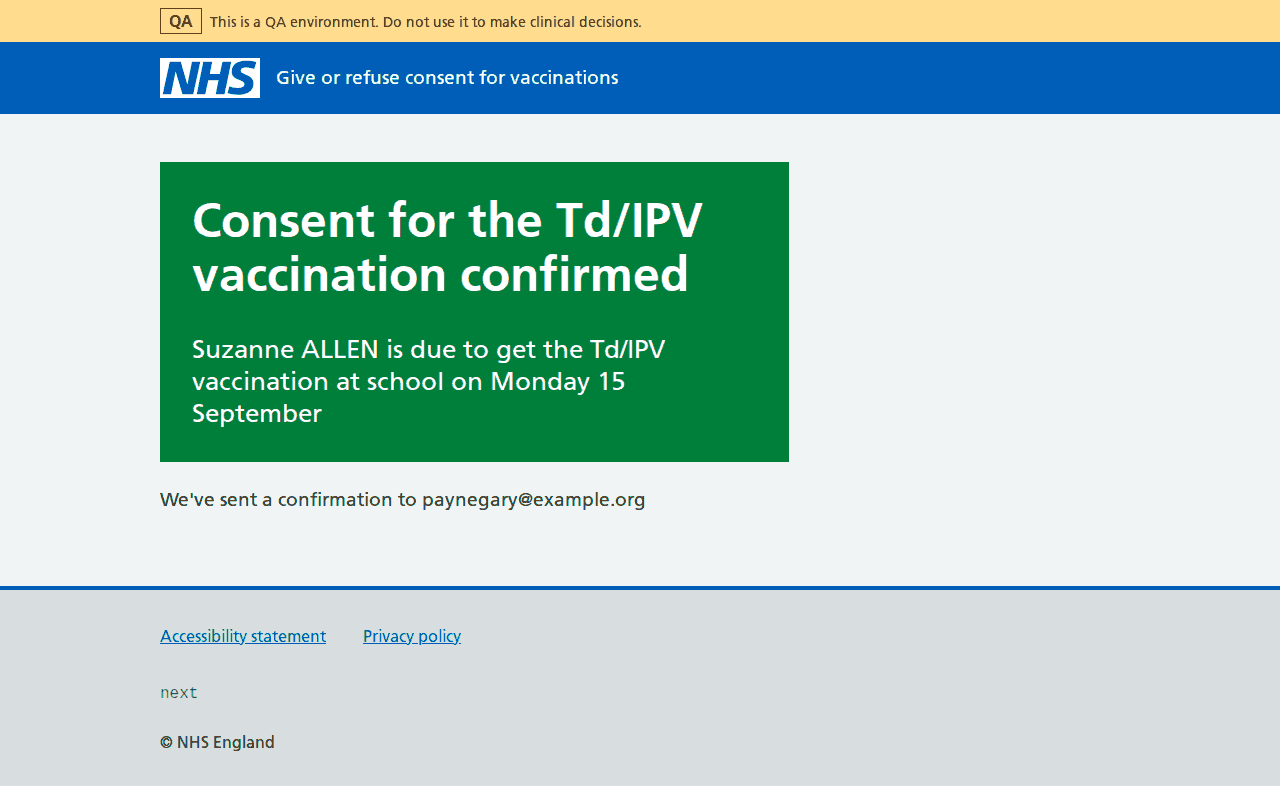 QA This is a QA environment. Do not use it to make clinical decisions.
NHS Give or refuse consent for vaccinations
Consent for the Td/IPV
vaccination confirmed
Suzanne ALLEN is due to get the Td/IPV
vaccination at school on Monday 15
September
We've sent a confirmation to paynegary@example.org
Accessibility statement Privacy policy
next
© NHS England